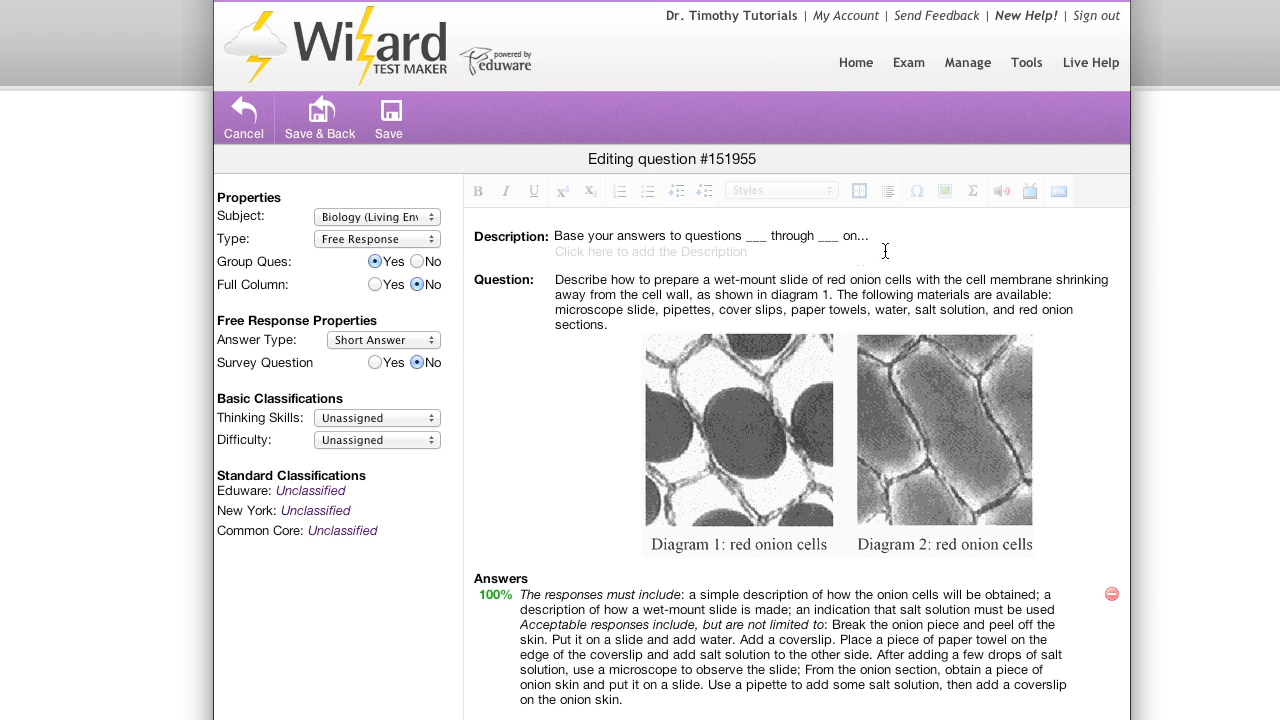 Dr. Timothy Tutorials | My Account | Send Feedback | New Help! | Sign out
Wizard
TEST MAKER
powered by
eduware
Home Exam Manage Tools Live Help
Cancel Save & Back Save
Editing question #151955
Properties
Subject: Biology (Living Env
Type: Free Response
Group Ques: Yes No
Full Column: Yes No
Free Response Properties
Answer Type: Short Answer
Survey Question Yes No
Basic Classifications
Thinking Skills: Unassigned
Difficulty: Unassigned
Standard Classifications
Eduware: Unclassified
New York: Unclassified
Common Core: Unclassified
B I U x² x₂ Styles Ω Σ
Description: Base your answers to questions ___ through ___ on...
Click here to add the Description
Question: Describe how to prepare a wet-mount slide of red onion cells with the cell membrane shrinking
away from the cell wall, as shown in diagram 1. The following materials are available:
microscope slide, pipettes, cover slips, paper towels, water, salt solution, and red onion
sections.
Diagram 1: red onion cells Diagram 2: red onion cells
Answers
100% The responses must include: a simple description of how the onion cells will be obtained; a
description of how a wet-mount slide is made; an indication that salt solution must be used
Acceptable responses include, but are not limited to: Break the onion piece and peel off the
skin. Put it on a slide and add water. Add a coverslip. Place a piece of paper towel on the
edge of the coverslip and add salt solution to the other side. After adding a few drops of salt
solution, use a microscope to observe the slide; From the onion section, obtain a piece of
onion skin and put it on a slide. Use a pipette to add some salt solution, then add a coverslip
on the onion skin.